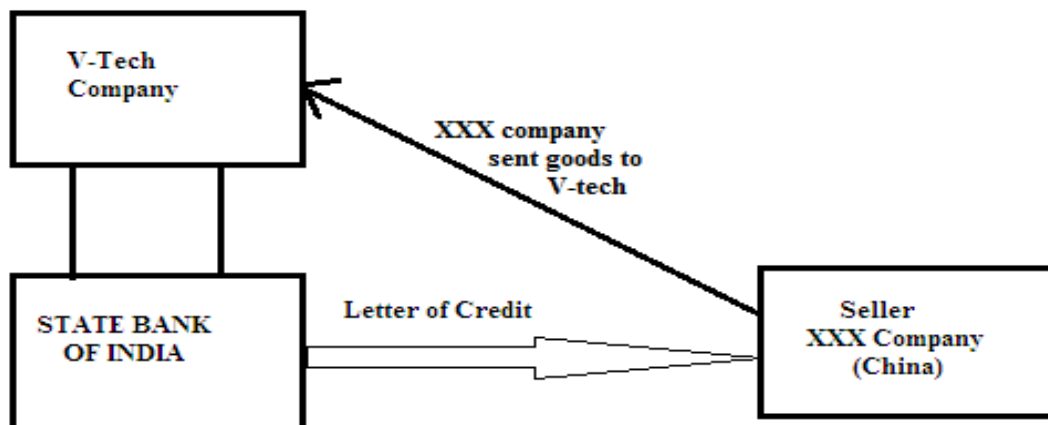 V-Tech
Company
XXX company
sent goods to
V-tech
STATE BANK
OF INDIA
Letter of Credit
Seller
XXX Company
(China)